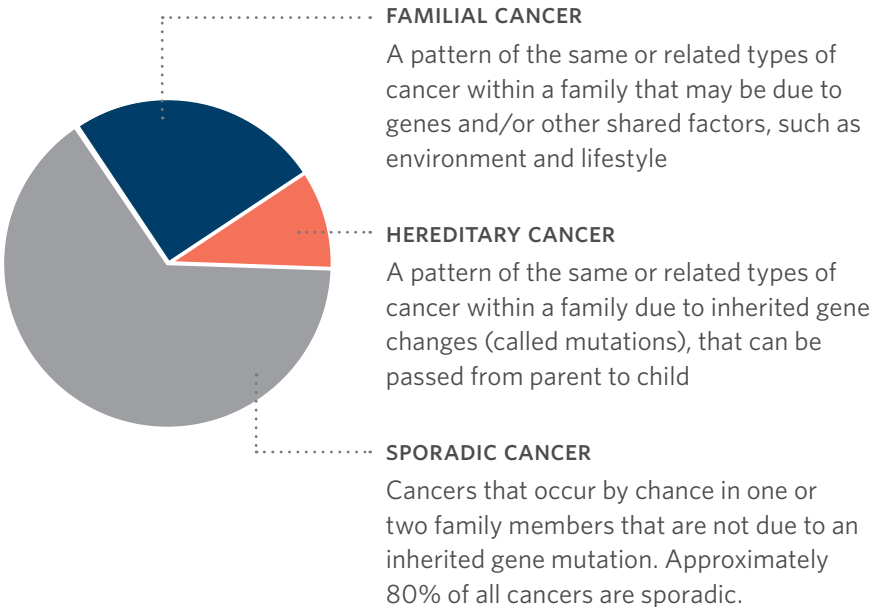 FAMILIAL CANCER
A pattern of the same or related types of
cancer within a family that may be due to
genes and/or other shared factors, such as
environment and lifestyle
HEREDITARY CANCER
A pattern of the same or related types of
cancer within a family due to inherited gene
changes (called mutations), that can be
passed from parent to child
SPORADIC CANCER
Cancers that occur by chance in one or
two family members that are not due to an
inherited gene mutation. Approximately
80% of all cancers are sporadic.